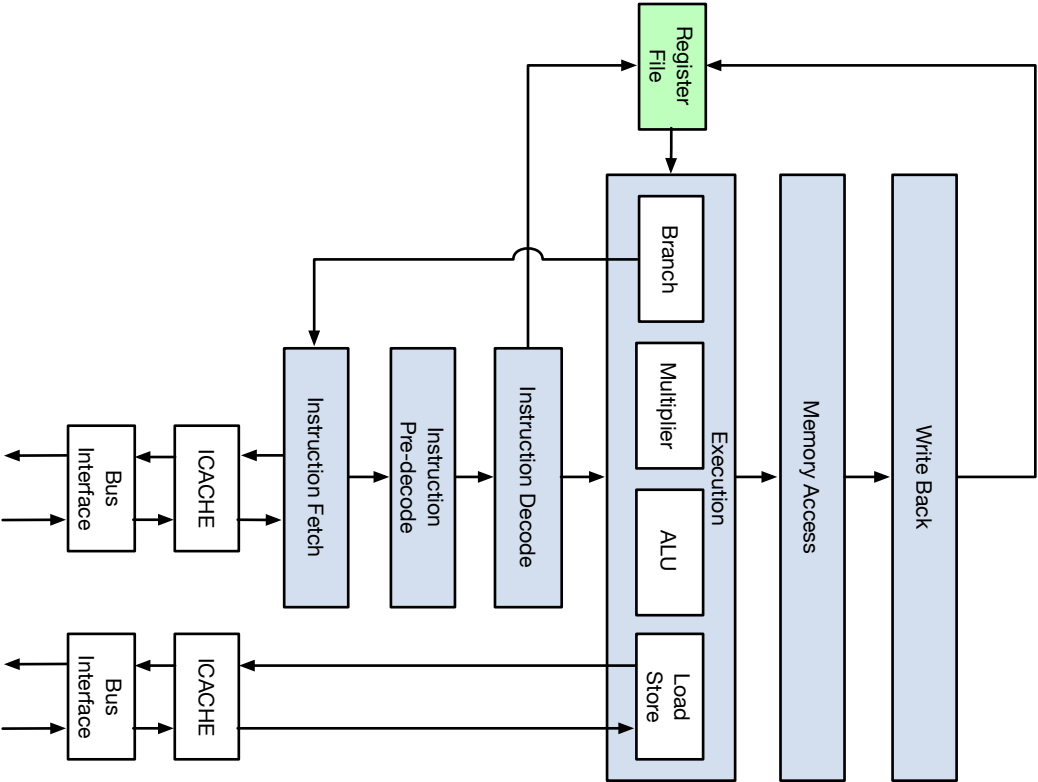 Register
File
Branch
Multiplier
ALU
Load
Store
Execution
Memory Access
Write Back
Instruction Fetch
Instruction
Pre-decode
Instruction Decode
ICACHE
Bus
Interface
ICACHE
Bus
Interface